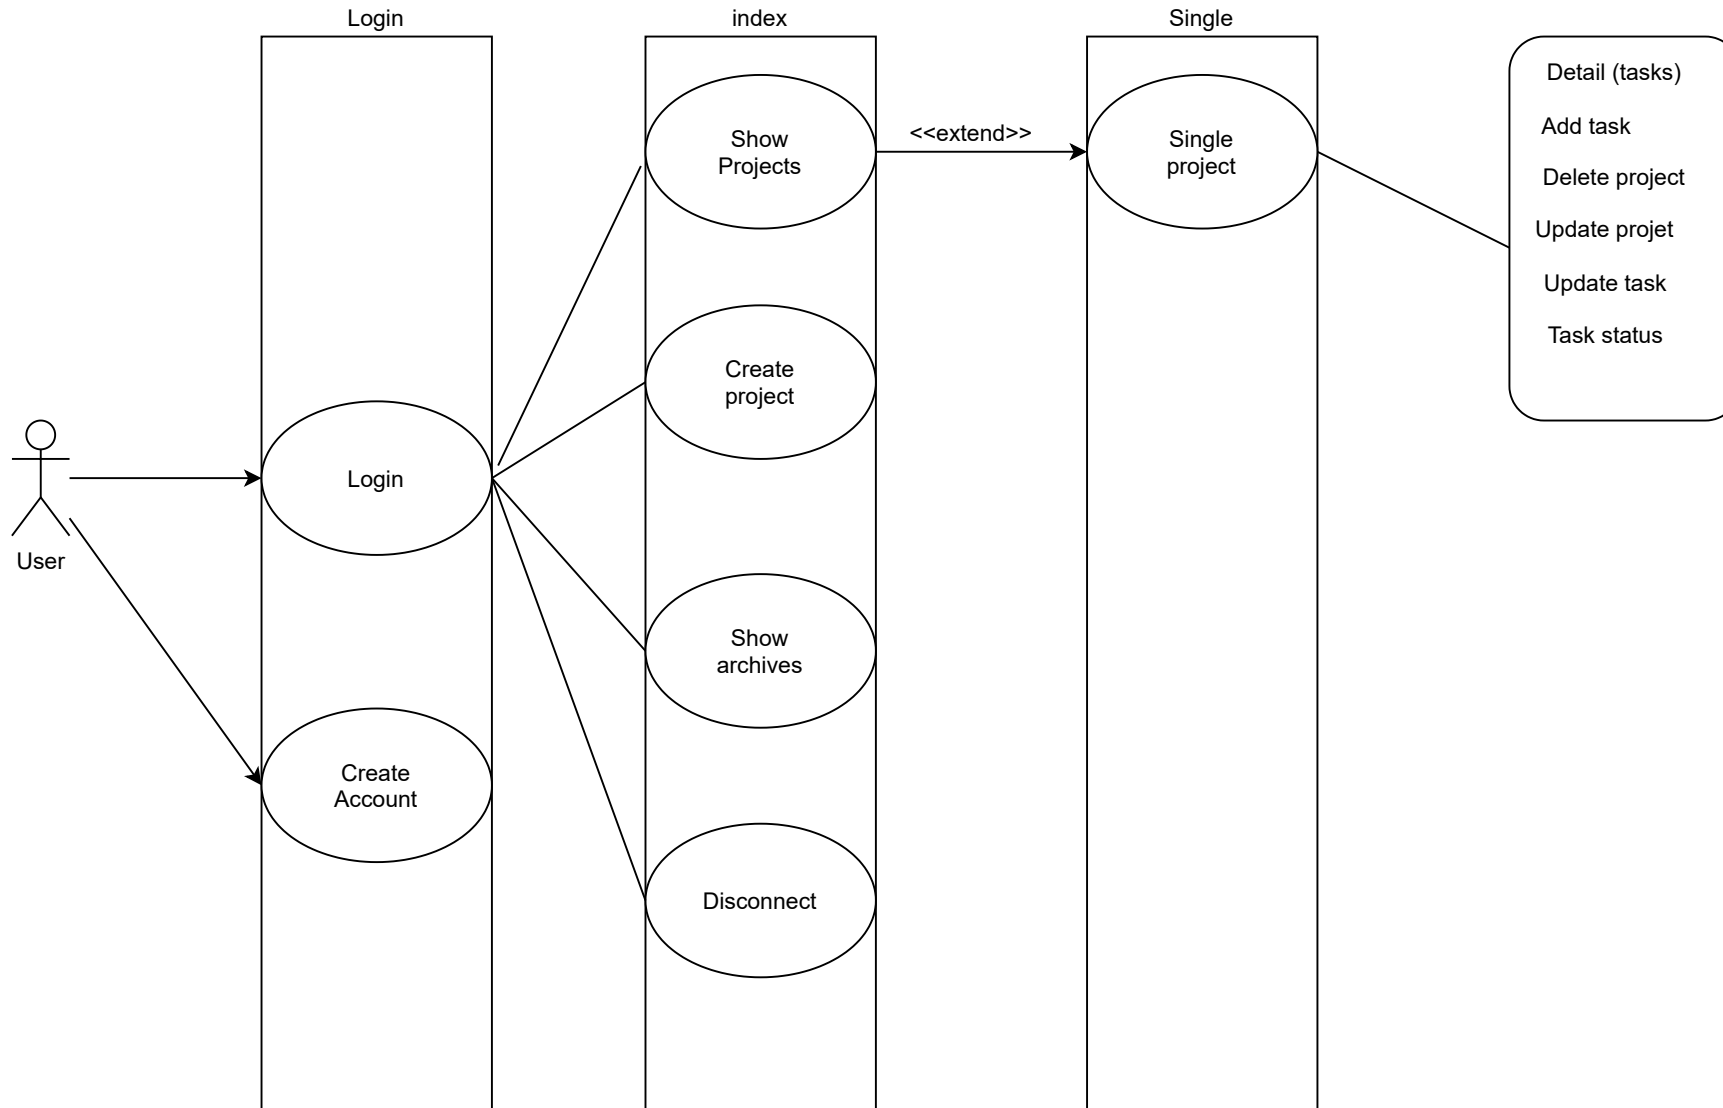 Login
index
Single
Show
Projects
<<extend>>
Single
project
Detail (tasks)
Add task
Delete project
Update projet
Update task
Task status
Create
project
Login
User
Show
archives
Create
Account
Disconnect